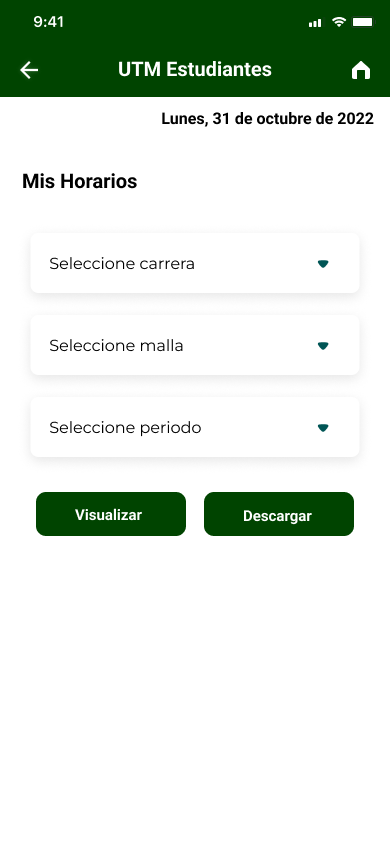 9:41
UTM Estudiantes
Lunes, 31 de octubre de 2022
Mis Horarios
Seleccione carrera
Seleccione malla
Seleccione periodo
Visualizar
Descargar